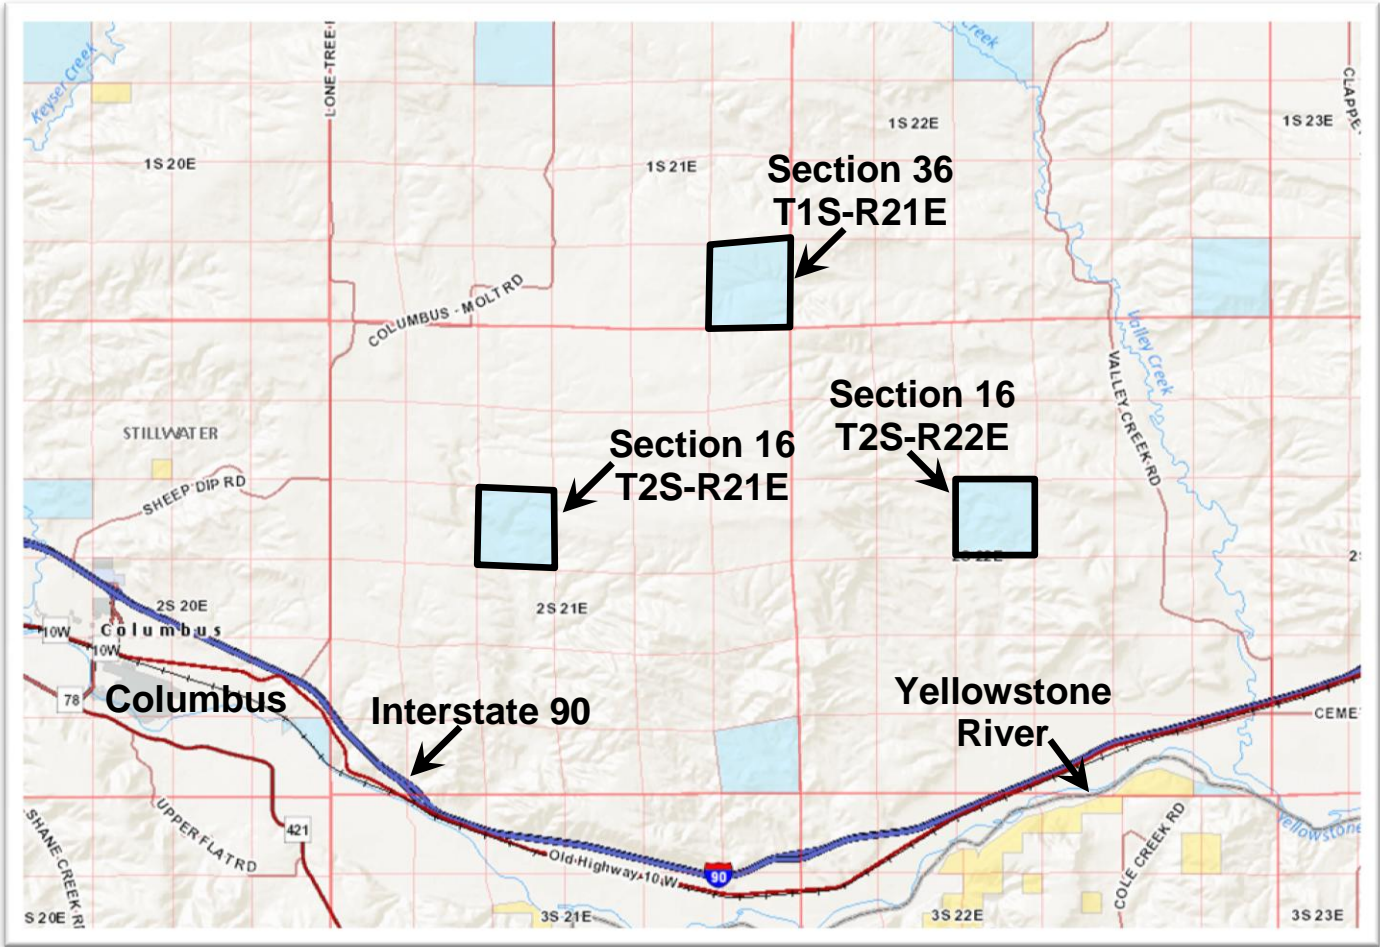 Creek
Keyser Creek
LONE-TREE-R
CLAPPE
1S 20E
1S 21E
1S 22E
1S 23E
Section 36
T1S-R21E
COLUMBUS - MOLT RD
Valley Creek
VALLEY CREEK RD
Section 16
T2S-R22E
Section 16
T2S-R21E
STILLWATER
SHEEP DIP RD
2S 22E
2S 20E
2S 21E
Columbus
10W
10W
78
Columbus
Interstate 90
Yellowstone
River
CEME
UPPER FLAT RD
SHANE-CREEK-R
421
Old-Highway-10-W
90
COLE CREEK RD
Yellowstone
S 20E
3S 21E
3S 22E
3S 23E